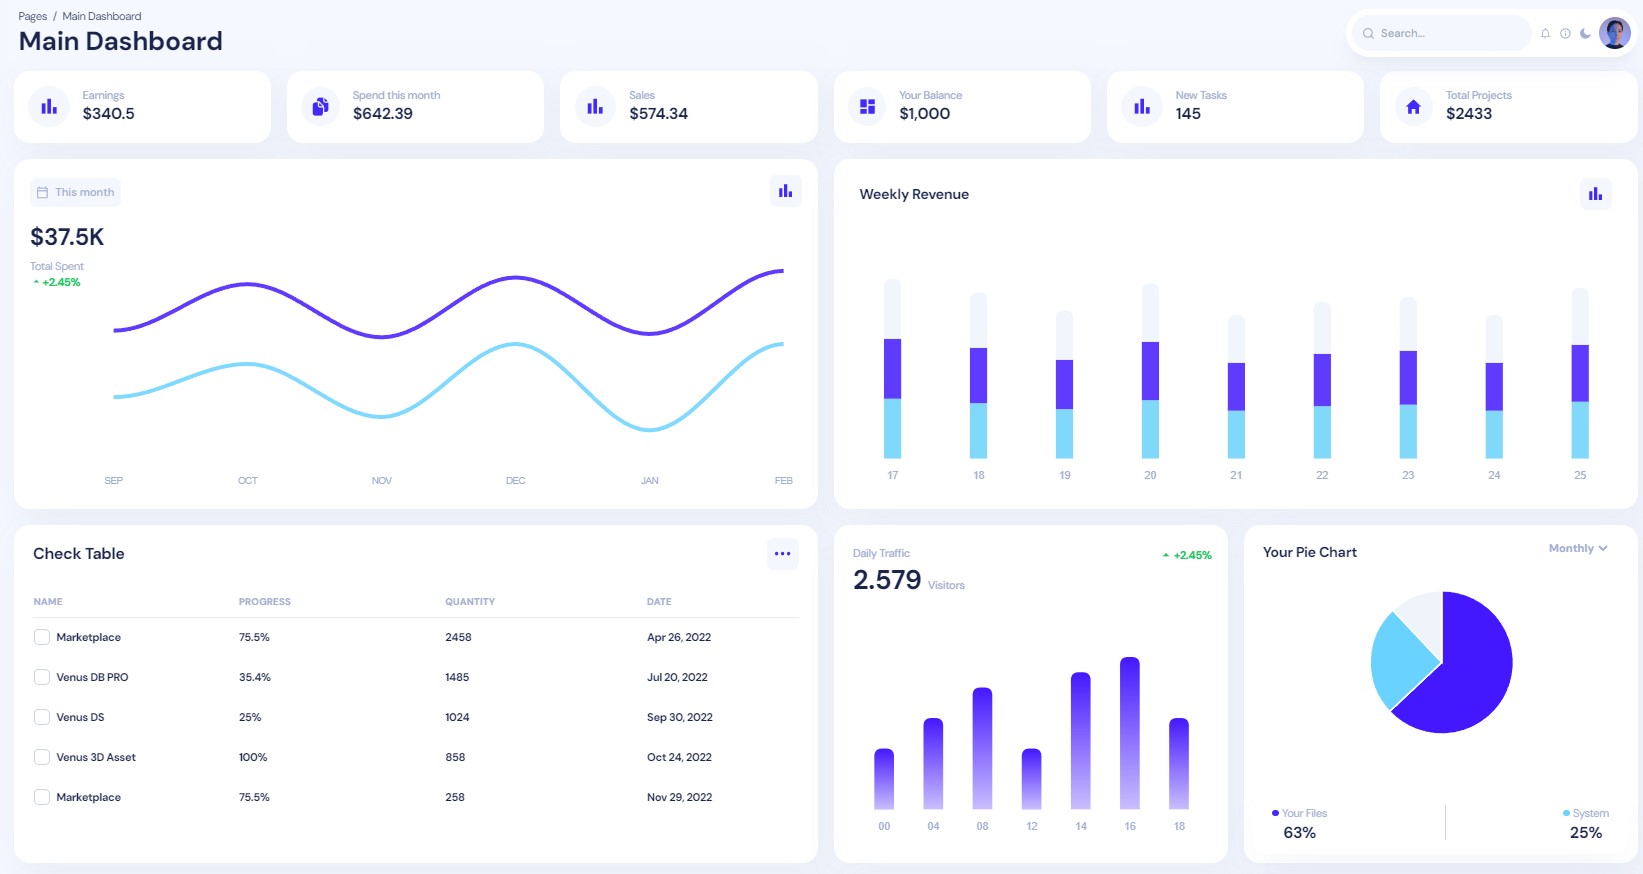 Pages / Main Dashboard
Main Dashboard
Search...
Earnings
$340.5
Spend this month
$642.39
Sales
$574.34
Your Balance
$1,000
New Tasks
145
Total Projects
$2433
This month
$37.5K
Total Spent
+2.45%
SEP OCT NOV DEC JAN FEB
Weekly Revenue
17 18 19 20 21 22 23 24 25
Check Table
NAME PROGRESS QUANTITY DATE
Marketplace 75.5% 2458 Apr 26, 2022
Venus DB PRO 35.4% 1485 Jul 20, 2022
Venus DS 25% 1024 Sep 30, 2022
Venus 3D Asset 100% 858 Oct 24, 2022
Marketplace 75.5% 258 Nov 29, 2022
Daily Traffic
+2.45%
2.579 Visitors
00 04 08 12 14 16 18
Your Pie Chart
Monthly
Your Files
63%
System
25%